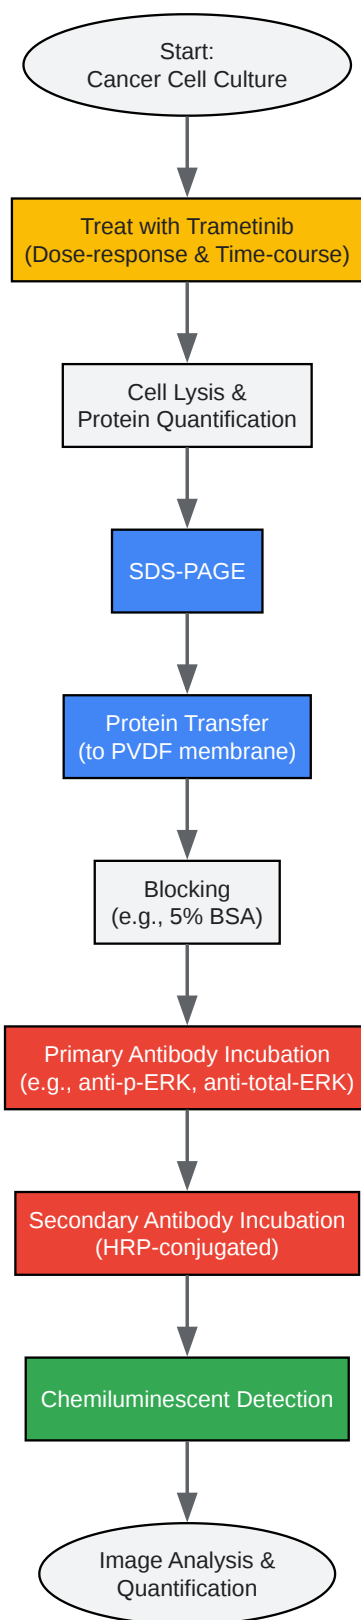 Start:
Cancer Cell Culture
Treat with Trametinib
(Dose-response & Time-course)
Cell Lysis &
Protein Quantification
SDS-PAGE
Protein Transfer
(to PVDF membrane)
Blocking
(e.g., 5% BSA)
Primary Antibody Incubation
(e.g., anti-p-ERK, anti-total-ERK)
Secondary Antibody Incubation
(HRP-conjugated)
Chemiluminescent Detection
Image Analysis &
Quantification